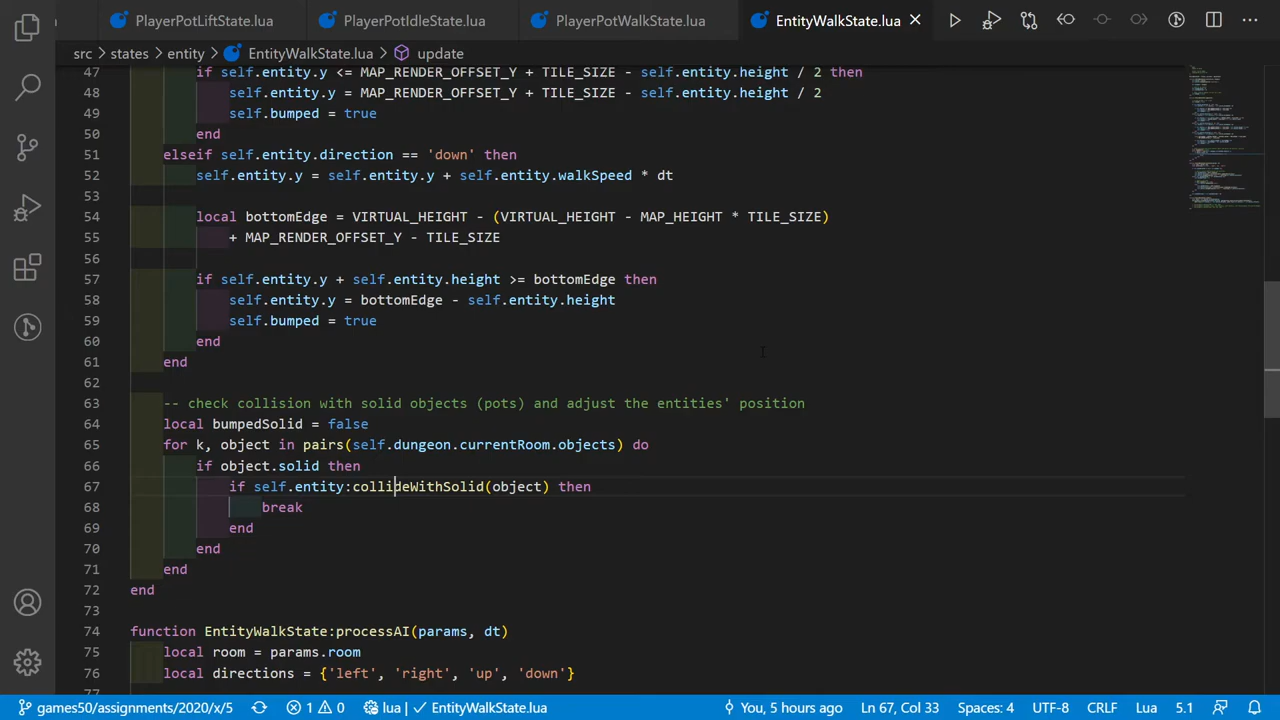 PlayerPotLiftState.lua PlayerPotIdleState.lua PlayerPotWalkState.lua EntityWalkState.lua
src > states > entity > EntityWalkState.lua > update
47 if self.entity.y <= MAP_RENDER_OFFSET_Y + TILE_SIZE - self.entity.height / 2 then
48 self.entity.y = MAP_RENDER_OFFSET_Y + TILE_SIZE - self.entity.height / 2
49 self.bumped = true
50 end
51 elseif self.entity.direction == 'down' then
52 self.entity.y = self.entity.y + self.entity.walkSpeed * dt
53
54 local bottomEdge = VIRTUAL_HEIGHT - (VIRTUAL_HEIGHT - MAP_HEIGHT * TILE_SIZE)
55 + MAP_RENDER_OFFSET_Y - TILE_SIZE
56
57 if self.entity.y + self.entity.height >= bottomEdge then
58 self.entity.y = bottomEdge - self.entity.height
59 self.bumped = true
60 end
61 end
62
63 -- check collision with solid objects (pots) and adjust the entities' position
64 local bumpedSolid = false
65 for k, object in pairs(self.dungeon.currentRoom.objects) do
66 if object.solid then
67 if self.entity:collideWithSolid(object) then
68 break
69 end
70 end
71 end
72 end
73
74 function EntityWalkState:processAI(params, dt)
75 local room = params.room
76 local directions = {'left', 'right', 'up', 'down'}
games50/assignments/2020/x/5 1 0 lua EntityWalkState.lua You, 5 hours ago Ln 67, Col 33 Spaces: 4 UTF-8 CRLF Lua 5.1